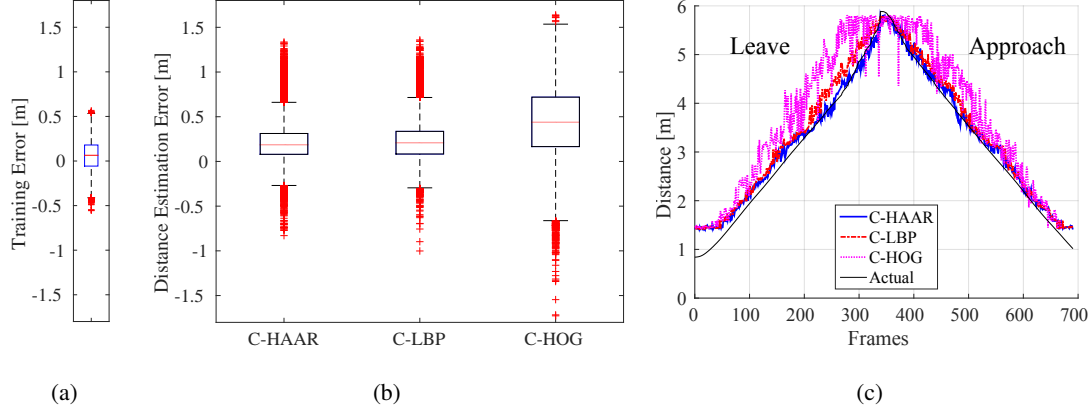 Training Error [m]
1.5
1
0.5
0
-0.5
-1
-1.5
(a)
Distance Estimation Error [m]
1.5
1
0.5
0
-0.5
-1
-1.5
C-HAAR C-LBP C-HOG
(b)
Distance [m]
6
5
4
3
2
1
0
Leave Approach
C-HAAR
C-LBP
C-HOG
Actual
0 100 200 300 400 500 600 700
Frames
(c)